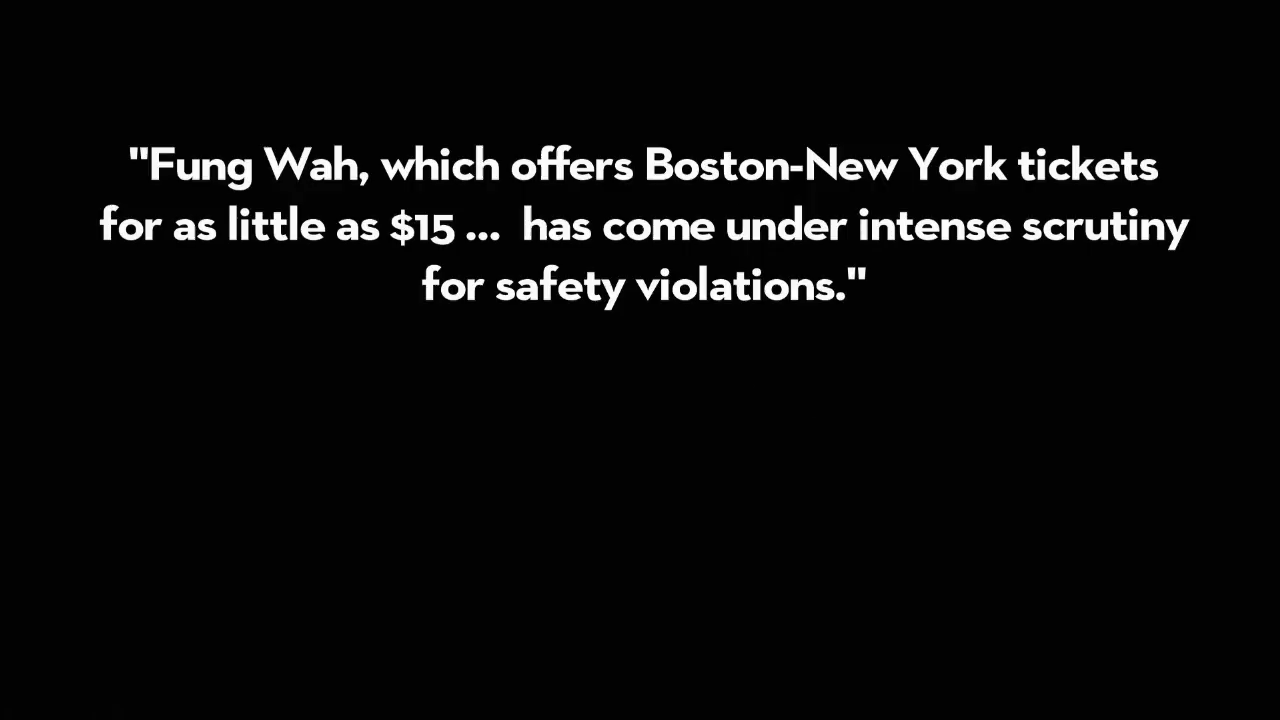 "Fung Wah, which offers Boston-New York tickets
for as little as $15 ...  has come under intense scrutiny
for safety violations."